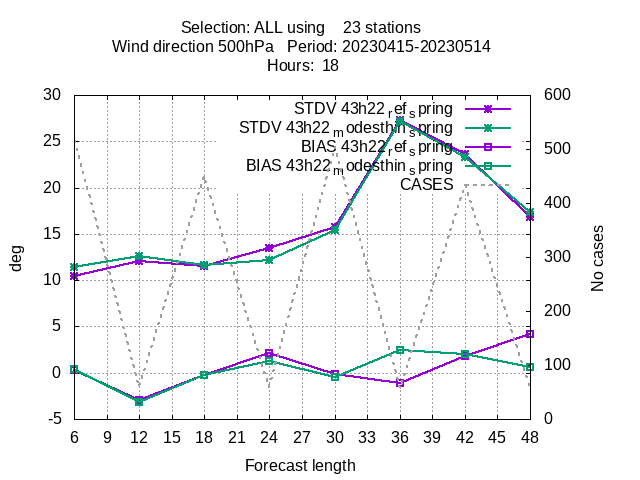 Selection: ALL using    23 stations
Wind direction 500hPa   Period: 20230415-20230514
Hours:  18
30
25
20
15
10
5
0
-5
deg
STDV 43h22_ref_spring
STDV 43h22_modesthin_spring
BIAS 43h22_ref_spring
BIAS 43h22_modesthin_spring
CASES
600
500
400
300
200
100
0
No cases
6 9 12 15 18 21 24 27 30 33 36 39 42 45 48
Forecast length